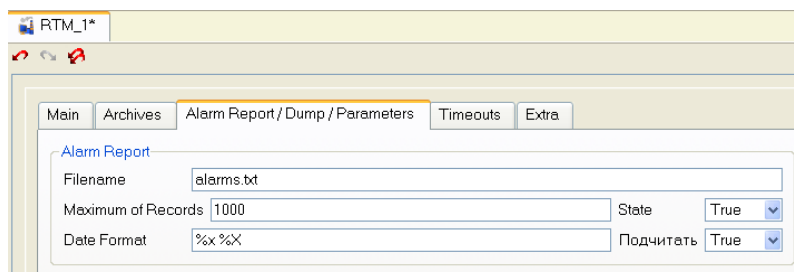 RTM_1*
Main Archives Alarm Report / Dump / Parameters Timeouts Extra
Alarm Report
Filename alarms.txt
Maximum of Records 1000 State True
Date Format %x %X Подчитать True